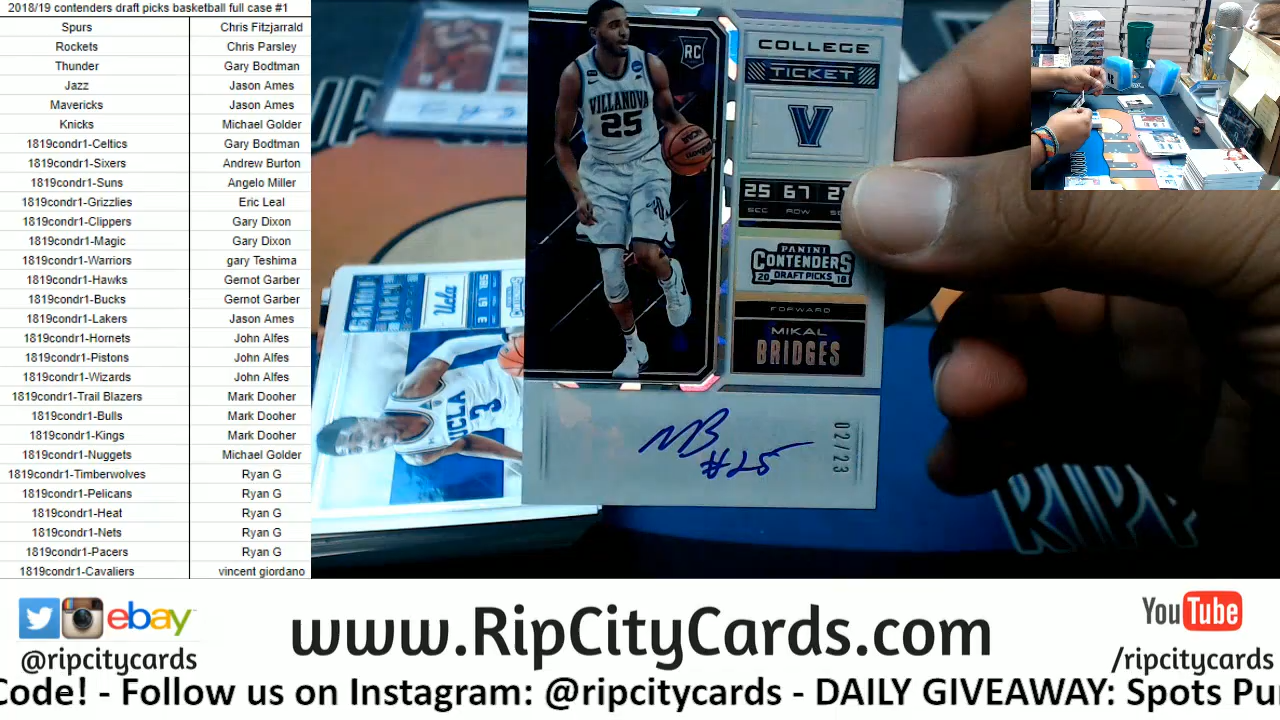 2018/19 contenders draft picks basketball full case #1
Spurs Chris Fitzjarrald
Rockets Chris Parsley
Thunder Gary Bodtman
Jazz Jason Ames
Mavericks Jason Ames
Knicks Michael Golder
1819condr1-Celtics Gary Bodtman
1819condr1-Sixers Andrew Burton
1819condr1-Suns Angelo Miller
1819condr1-Grizzlies Eric Leal
1819condr1-Clippers Gary Dixon
1819condr1-Magic Gary Dixon
1819condr1-Warriors gary Teshima
1819condr1-Hawks Gernot Garber
1819condr1-Bucks Gernot Garber
1819condr1-Lakers Jason Ames
1819condr1-Hornets John Alfes
1819condr1-Pistons John Alfes
1819condr1-Wizards John Alfes
1819condr1-Trail Blazers Mark Dooher
1819condr1-Bulls Mark Dooher
1819condr1-Kings Mark Dooher
1819condr1-Nuggets Michael Golder
1819condr1-Timberwolves Ryan G
1819condr1-Pelicans Ryan G
1819condr1-Heat Ryan G
1819condr1-Nets Ryan G
1819condr1-Pacers Ryan G
1819condr1-Cavaliers vincent giordano
RC
VILLANOVA
25
COLLEGE
TICKET
V
25 67
SEC ROW
PANINI
CONTENDERS
20 DRAFT PICKS 18
FORWARD
MIKAL
BRIDGES
MB
#25
02/23
Ucla
UCLA
3
RIPP
ebay
@ripcitycards
www.RipCityCards.com
YouTube
/ripcitycards
Code! - Follow us on Instagram: @ripcitycards - DAILY GIVEAWAY: Spots Pu